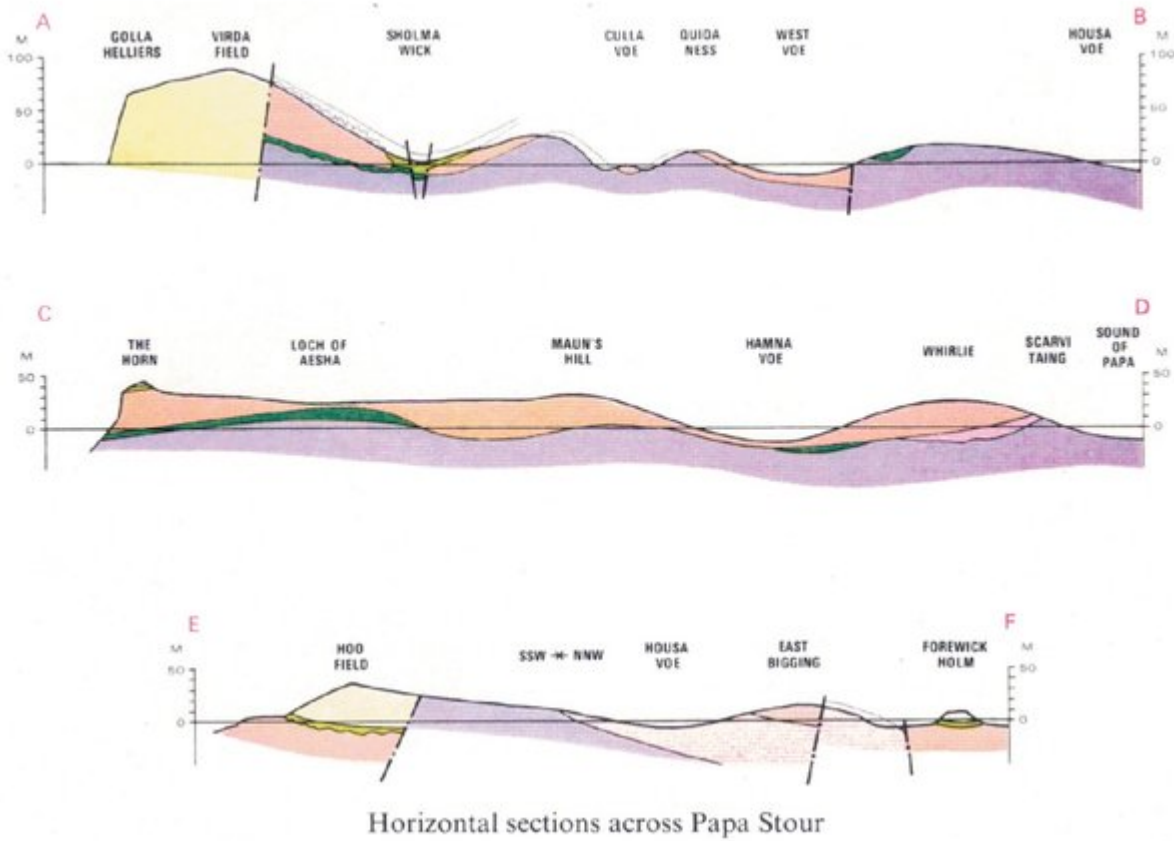 A B
M GOLLA HELLIERS VIRDA FIELD SHOLMA WICK CULLA VOE QUIDA NESS WEST VOE HOUSA VOE M
100 100
50 50
0 0
C D
M THE HORN LOCH OF AESHA MAUN'S HILL HAMNA VOE WHIRLIE SCARVI TAING SOUND OF PAPA M
50 50
0 0
E F
M HOO FIELD SSW NNW HOUSA VOE EAST BIGGING FOREWICK HOLM M
50 50
0 0
Horizontal sections across Papa Stour